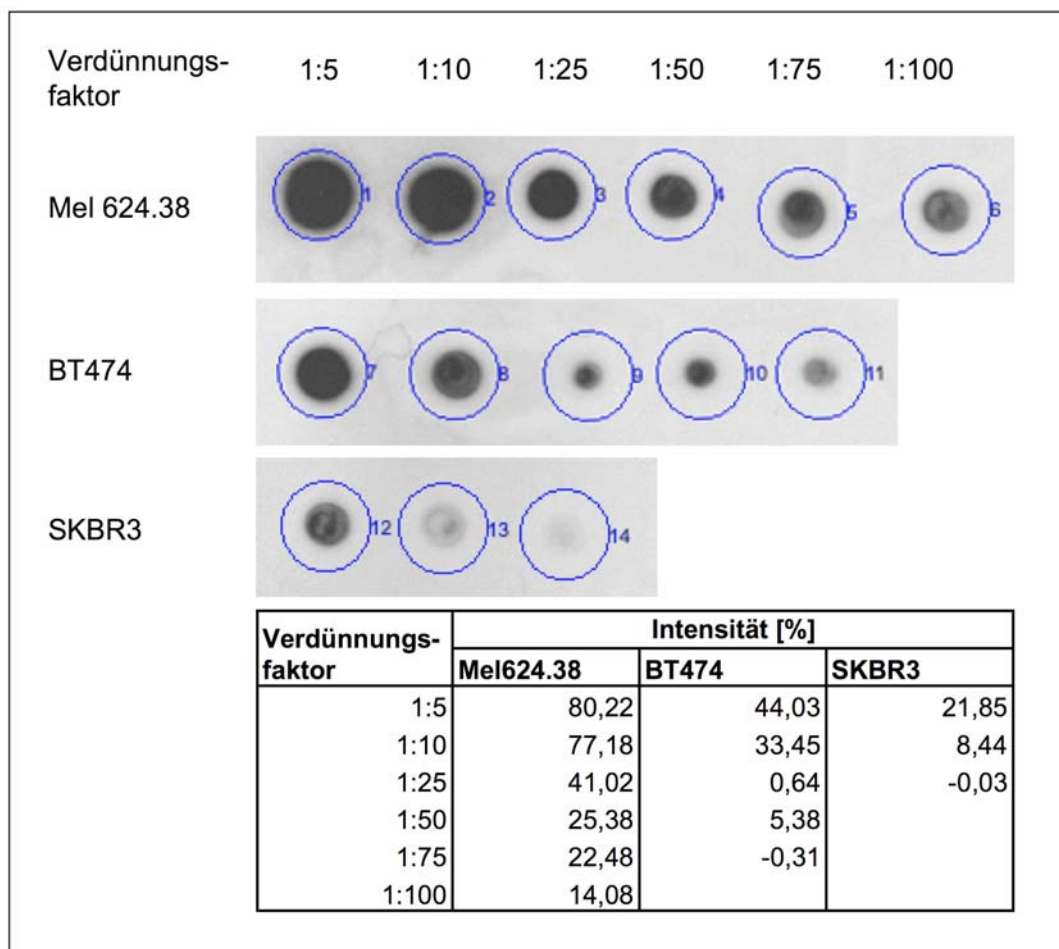 Verdünnungs-
faktor
1:5 1:10 1:25 1:50 1:75 1:100
Mel 624.38
1 2 3 4 5 6
BT474
7 8 9 10 11
SKBR3
12 13 14
Verdünnungs-
faktor
Intensität [%]
Mel624.38 BT474 SKBR3
1:5 80,22 44,03 21,85
1:10 77,18 33,45 8,44
1:25 41,02 0,64 -0,03
1:50 25,38 5,38
1:75 22,48 -0,31
1:100 14,08